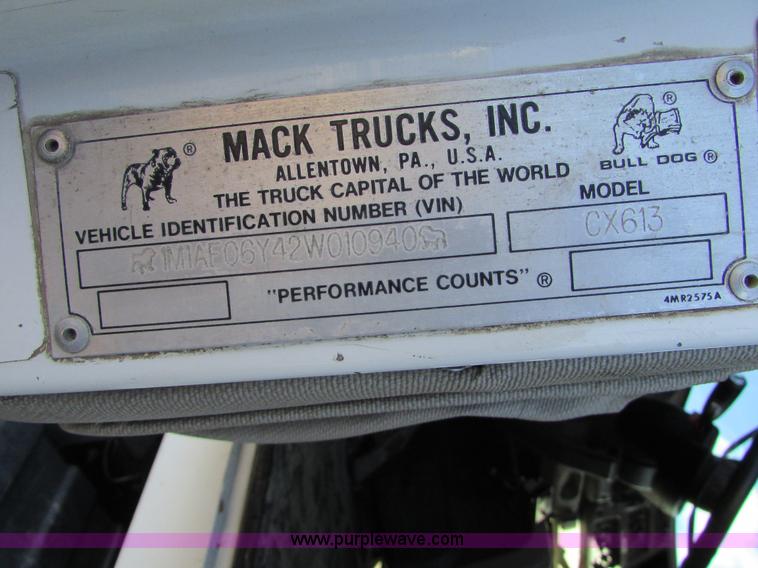 MACK TRUCKS, INC.
ALLENTOWN, PA., U.S.A.
THE TRUCK CAPITAL OF THE WORLD
BULL DOG ®
VEHICLE IDENTIFICATION NUMBER (VIN)
MODEL
1M1AE06Y42W010940
CX613
"PERFORMANCE COUNTS" ®
4MR2575A
www.purplewave.com